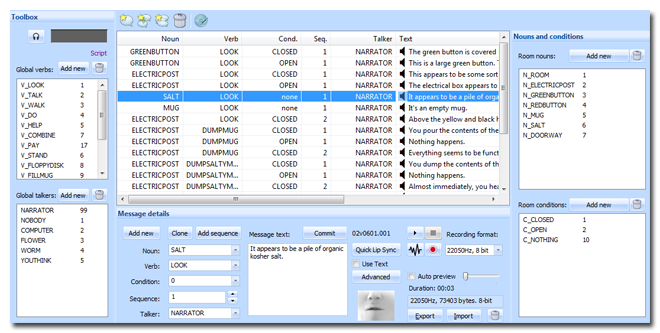 Toolbox
Script
Global verbs: Add new
V_LOOK 1
V_TALK 2
V_WALK 3
V_DO 4
V_HELP 5
V_COMBINE 7
V_PAY 17
V_STAND 6
V_FLOPPYDISK 8
V_FILLMUG 9
Global talkers: Add new
NARRATOR 99
NOBODY 1
COMPUTER 2
FLOWER 3
WORM 4
YOUTHINK 5
Noun Verb Cond. Seq. Talker Text
GREENBUTTON LOOK CLOSED 1 NARRATOR The green button is covered
GREENBUTTON LOOK OPEN 1 NARRATOR This is a large green button. T
ELECTRICPOST LOOK CLOSED 1 NARRATOR This appears to be some sort
ELECTRICPOST LOOK OPEN 1 NARRATOR The electrical box appears to
SALT LOOK none 1 NARRATOR It appears to be a pile of orga
MUG LOOK none 1 NARRATOR It's an empty mug.
ELECTRICPOST LOOK CLOSED 2 NARRATOR Above the yellow and black h
ELECTRICPOST DUMPMUG CLOSED 1 NARRATOR You pour the contents of the
ELECTRICPOST DUMPMUG OPEN 1 NARRATOR Nothing happens.
ELECTRICPOST DUMPMUG CLOSED 2 NARRATOR Everything seems to be func
ELECTRICPOST DUMPSALTYM... CLOSED 1 NARRATOR You dump the contents of th
ELECTRICPOST DUMPSALTYM... OPEN 1 NARRATOR Nothing happens.
ELECTRICPOST DUMPSALTYM... CLOSED 2 NARRATOR Almost immediately, you hea
Message details
Add new Clone Add sequence
Noun: SALT
Verb: LOOK
Condition: 0
Sequence: 1
Talker: NARRATOR
Message text: Commit
It appears to be a pile of organic
kosher salt.
02v0601.001
Quick Lip Sync
Use Text
Advanced
Recording format:
22050Hz, 8 bit
Auto preview
Duration: 00:03
22050Hz, 73403 bytes. 8-bit
Export Import
Nouns and conditions
Room nouns: Add new
N_ROOM 1
N_ELECTRICPOST 2
N_GREENBUTTON 3
N_REDBUTTON 4
N_MUG 5
N_SALT 6
N_DOORWAY 7
Room conditions: Add new
C_CLOSED 1
C_OPEN 2
C_NOTHING 10